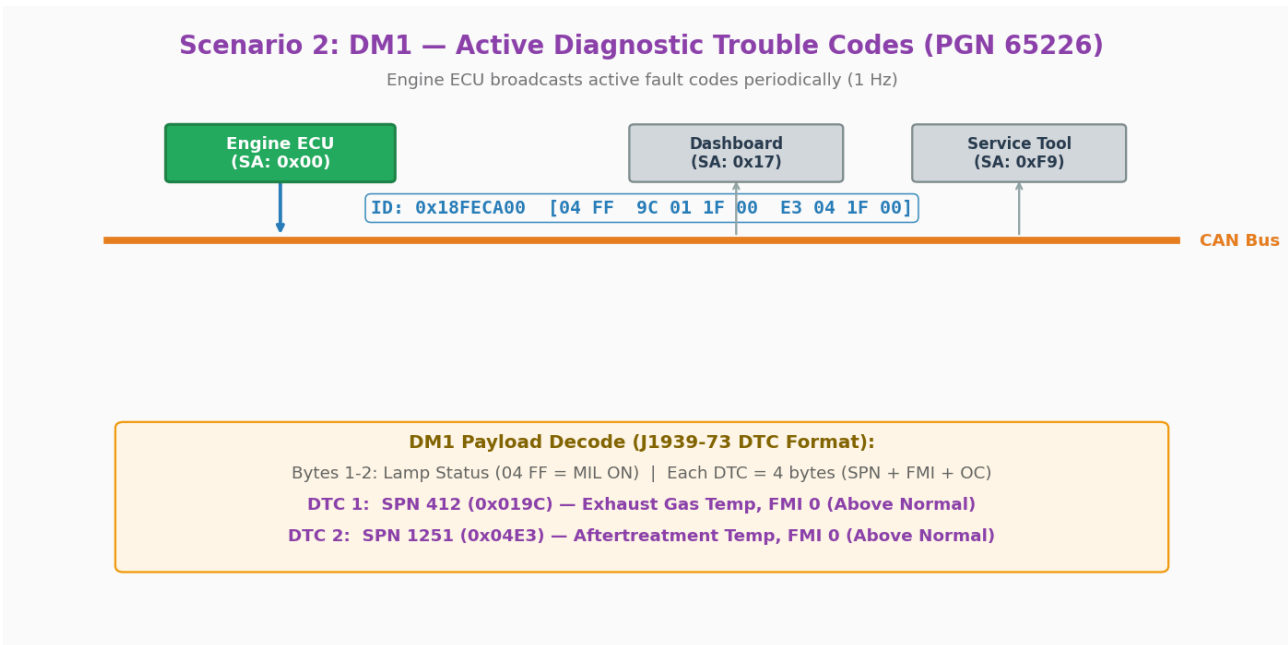 Scenario 2: DM1 — Active Diagnostic Trouble Codes (PGN 65226)
Engine ECU broadcasts active fault codes periodically (1 Hz)
Engine ECU
(SA: 0x00)
Dashboard
(SA: 0x17)
Service Tool
(SA: 0xF9)
ID: 0x18FECA00  [04 FF  9C 01 1F 00  E3 04 1F 00]
CAN Bus
DM1 Payload Decode (J1939-73 DTC Format):
Bytes 1-2: Lamp Status (04 FF = MIL ON)  |  Each DTC = 4 bytes (SPN + FMI + OC)
DTC 1:  SPN 412 (0x019C) — Exhaust Gas Temp, FMI 0 (Above Normal)
DTC 2:  SPN 1251 (0x04E3) — Aftertreatment Temp, FMI 0 (Above Normal)